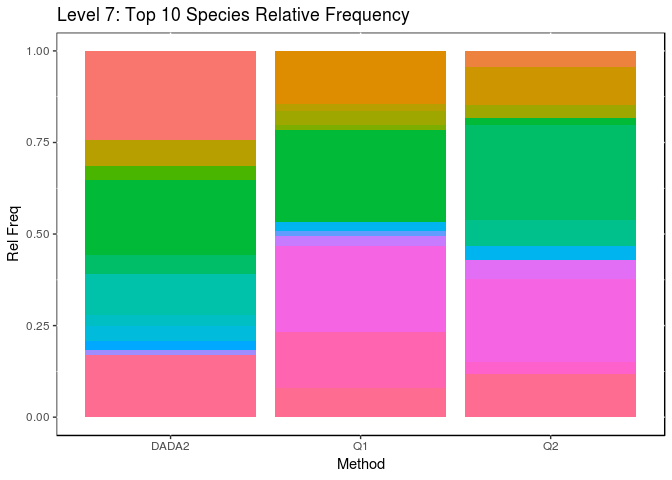 Level 7: Top 10 Species Relative Frequency
Rel Freq
1.00
0.75
0.50
0.25
0.00
DADA2
Q1
Q2
Method